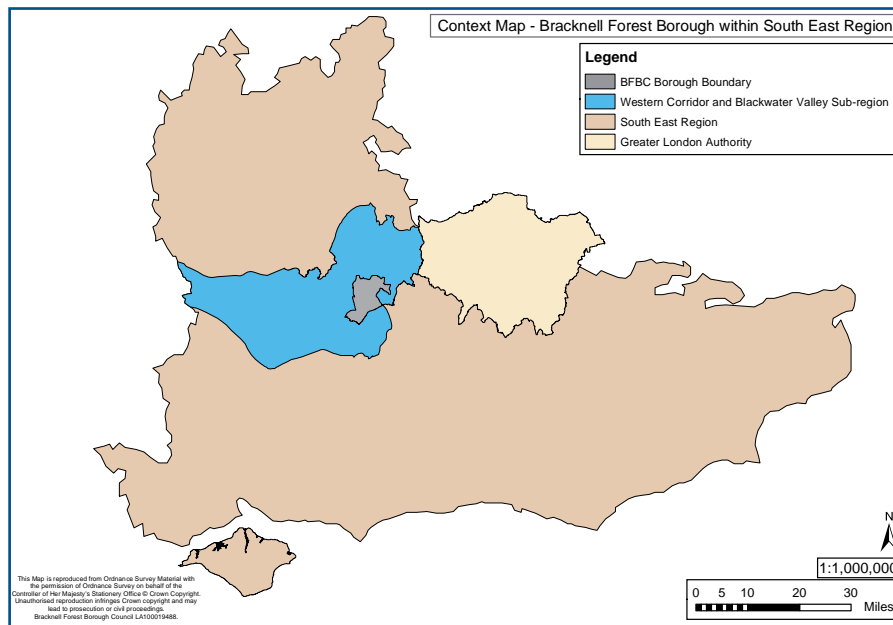 Context Map - Bracknell Forest Borough within South East Region
Legend
BFBC Borough Boundary
Western Corridor and Blackwater Valley Sub-region
South East Region
Greater London Authority
N
1:1,000,000
0 5 10 20 30
Miles
This Map is reproduced from Ordnance Survey Material with
the permission of Ordnance Survey on behalf of the
Controller of Her Majesty's Stationery Office © Crown Copyright.
Unauthorised reproduction infringes Crown copyright and may
lead to prosecution or civil proceedings.
Bracknell Forest Borough Council LA100019488.